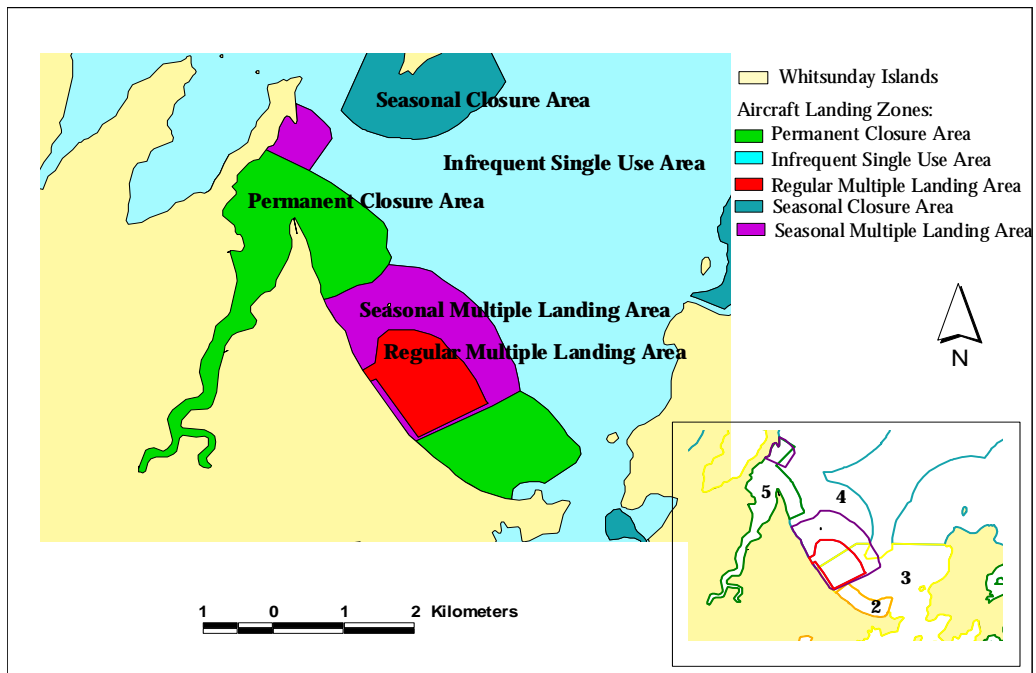 Seasonal Closure Area
Infrequent Single Use Area
Permanent Closure Area
Seasonal Multiple Landing Area
Regular Multiple Landing Area
Whitsunday Islands
Aircraft Landing Zones:
Permanent Closure Area
Infrequent Single Use Area
Regular Multiple Landing Area
Seasonal Closure Area
Seasonal Multiple Landing Area
N
5
4
3
2
1 0 1 2 Kilometers